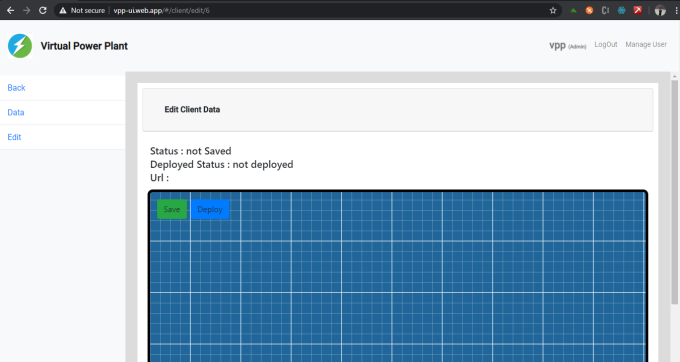 Not secure | vpp-ui.web.app/#/client/edit/6
Virtual Power Plant
vpp (Admin) LogOut Manage User
Back
Data
Edit
Edit Client Data
Status : not Saved
Deployed Status : not deployed
Url :
Save Deploy